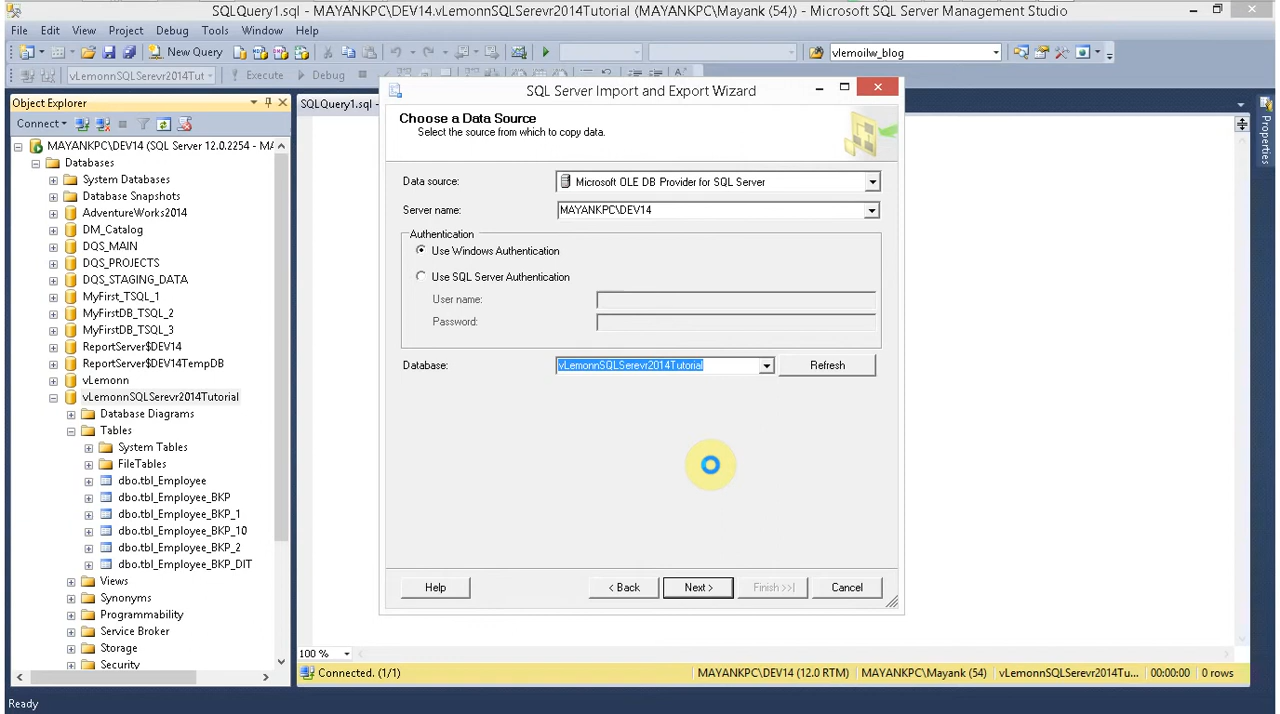 SQLQuery1.sql - MAYANKPC\DEV14.vLemonnSQLSerevr2014Tutorial (MAYANKPC\Mayank (54)) - Microsoft SQL Server Management Studio
File Edit View Project Debug Tools Window Help
New Query
vlemoilw_blog
vLemonnSQLSerevr2014Tut
Execute
Debug
Object Explorer
SQLQuery1.sql -
Connect
MAYANKPC\DEV14 (SQL Server 12.0.2254 - MA
Databases
System Databases
Database Snapshots
AdventureWorks2014
DM_Catalog
DQS_MAIN
DQS_PROJECTS
DQS_STAGING_DATA
MyFirst_TSQL_1
MyFirstDB_TSQL_2
MyFirstDB_TSQL_3
ReportServer$DEV14
ReportServer$DEV14TempDB
vLemonn
vLemonnSQLSerevr2014Tutorial
Database Diagrams
Tables
System Tables
FileTables
dbo.tbl_Employee
dbo.tbl_Employee_BKP
dbo.tbl_Employee_BKP_1
dbo.tbl_Employee_BKP_10
dbo.tbl_Employee_BKP_2
dbo.tbl_Employee_BKP_DIT
Views
Synonyms
Programmability
Service Broker
Storage
Security
SQL Server Import and Export Wizard
Choose a Data Source
Select the source from which to copy data.
Data source: Microsoft OLE DB Provider for SQL Server
Server name: MAYANKPC\DEV14
Authentication
Use Windows Authentication
Use SQL Server Authentication
User name:
Password:
Database: vLemonnSQLSerevr2014Tutorial Refresh
Help < Back Next > Finish >>| Cancel
Properties
100 %
Connected. (1/1) MAYANKPC\DEV14 (12.0 RTM) MAYANKPC\Mayank (54) vLemonnSQLSerevr2014Tu... 00:00:00 0 rows
Ready